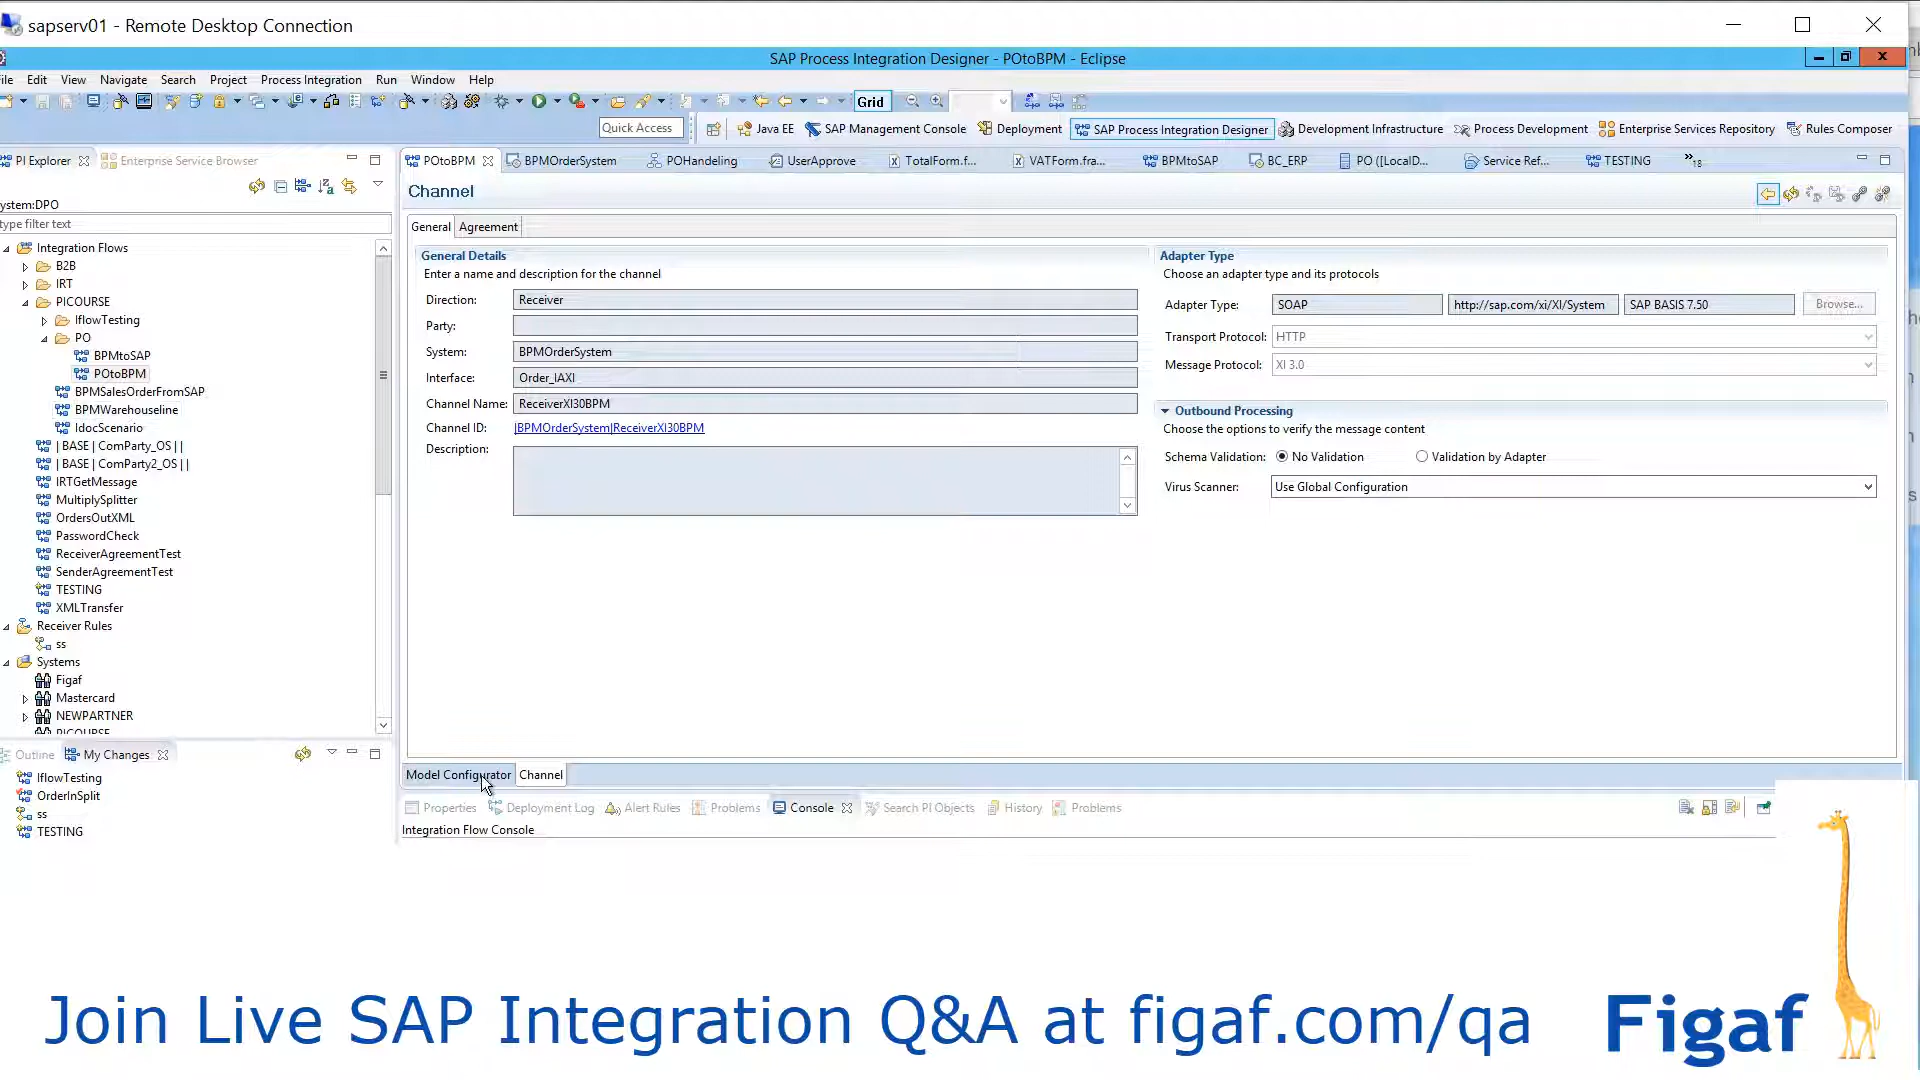 sapserv01 - Remote Desktop Connection
SAP Process Integration Designer - POtoBPM - Eclipse
File Edit View Navigate Search Project Process Integration Run Window Help
Grid
Quick Access
Java EE SAP Management Console Deployment SAP Process Integration Designer Development Infrastructure Process Development Enterprise Services Repository Rules Composer
PI Explorer Enterprise Service Browser
POtoBPM BPMOrderSystem POHandeling UserApprove TotalForm.f... VATForm.fra... BPMtoSAP BC_ERP PO ([LocalD... Service Ref... TESTING »18
System:DPO
type filter text
Integration Flows
B2B
IRT
PICOURSE
IflowTesting
PO
BPMtoSAP
POtoBPM
BPMSalesOrderFromSAP
BPMWarehouseline
IdocScenario
| BASE | ComParty_OS | |
| BASE | ComParty2_OS | |
IRTGetMessage
MultiplySplitter
OrdersOutXML
PasswordCheck
ReceiverAgreementTest
SenderAgreementTest
TESTING
XMLTransfer
Receiver Rules
ss
Systems
Figaf
Mastercard
NEWPARTNER
PICOURSE
Channel
General Agreement
General Details
Enter a name and description for the channel
Direction: Receiver
Party:
System: BPMOrderSystem
Interface: Order_IAXI
Channel Name: ReceiverXI30BPM
Channel ID: |BPMOrderSystem|ReceiverXI30BPM
Description:
Adapter Type
Choose an adapter type and its protocols
Adapter Type: SOAP http://sap.com/xi/XI/System SAP BASIS 7.50 Browse...
Transport Protocol: HTTP
Message Protocol: XI 3.0
Outbound Processing
Choose the options to verify the message content
Schema Validation: No Validation Validation by Adapter
Virus Scanner: Use Global Configuration
Model Configurator Channel
Outline My Changes
IflowTesting
OrderInSplit
ss
TESTING
Properties Deployment Log Alert Rules Problems Console Search PI Objects History Problems
Integration Flow Console
Join Live SAP Integration Q&A at figaf.com/qa
Figaf